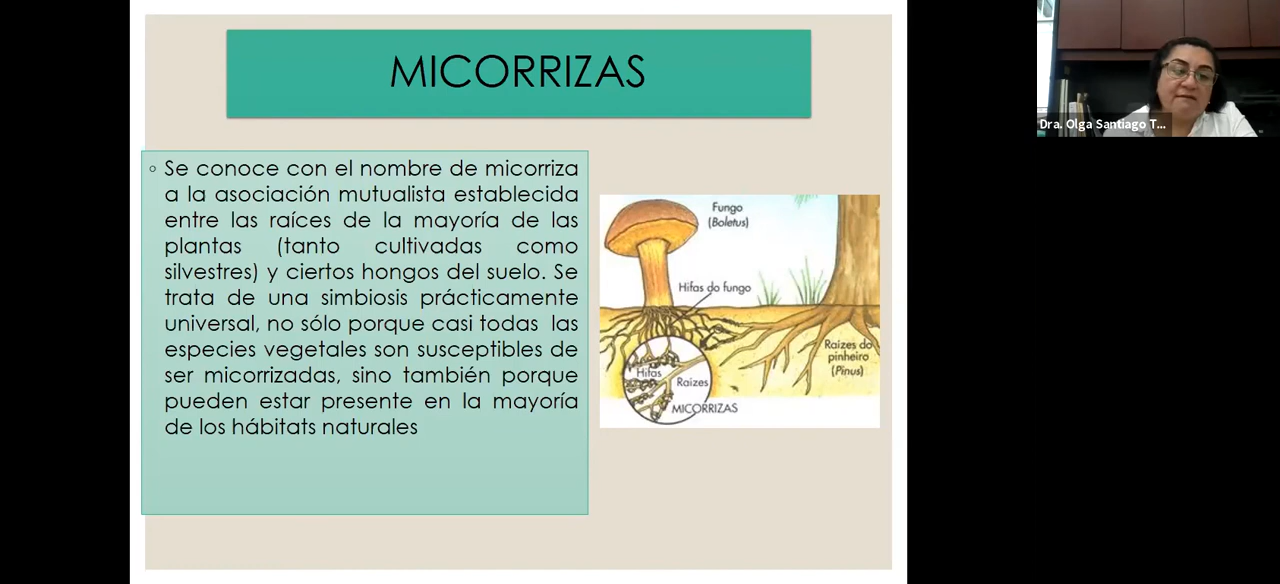 MICORRIZAS
Se conoce con el nombre de micorriza
a la asociación mutualista establecida
entre las raíces de la mayoría de las
plantas (tanto cultivadas como
silvestres) y ciertos hongos del suelo. Se
trata de una simbiosis prácticamente
universal, no sólo porque casi todas las
especies vegetales son susceptibles de
ser micorrizadas, sino también porque
pueden estar presente en la mayoría
de los hábitats naturales
Fungo
(Boletus)
Hifas do fungo
Raízes do
pinheiro
(Pinus)
Hifas
Raízes
MICORRIZAS
Dra. Olga Santiago T...